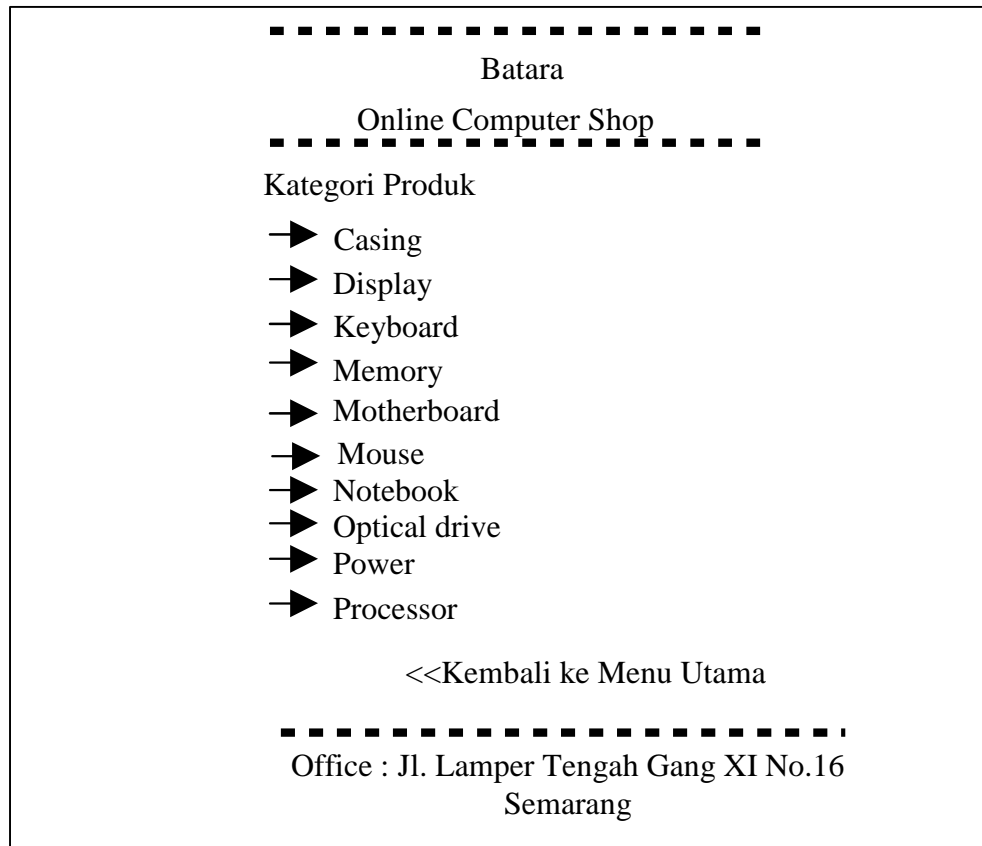 Batara
Online Computer Shop
Kategori Produk
Casing
Display
Keyboard
Memory
Motherboard
Mouse
Notebook
Optical drive
Power
Processor
<<Kembali ke Menu Utama
Office : Jl. Lamper Tengah Gang XI No.16
Semarang